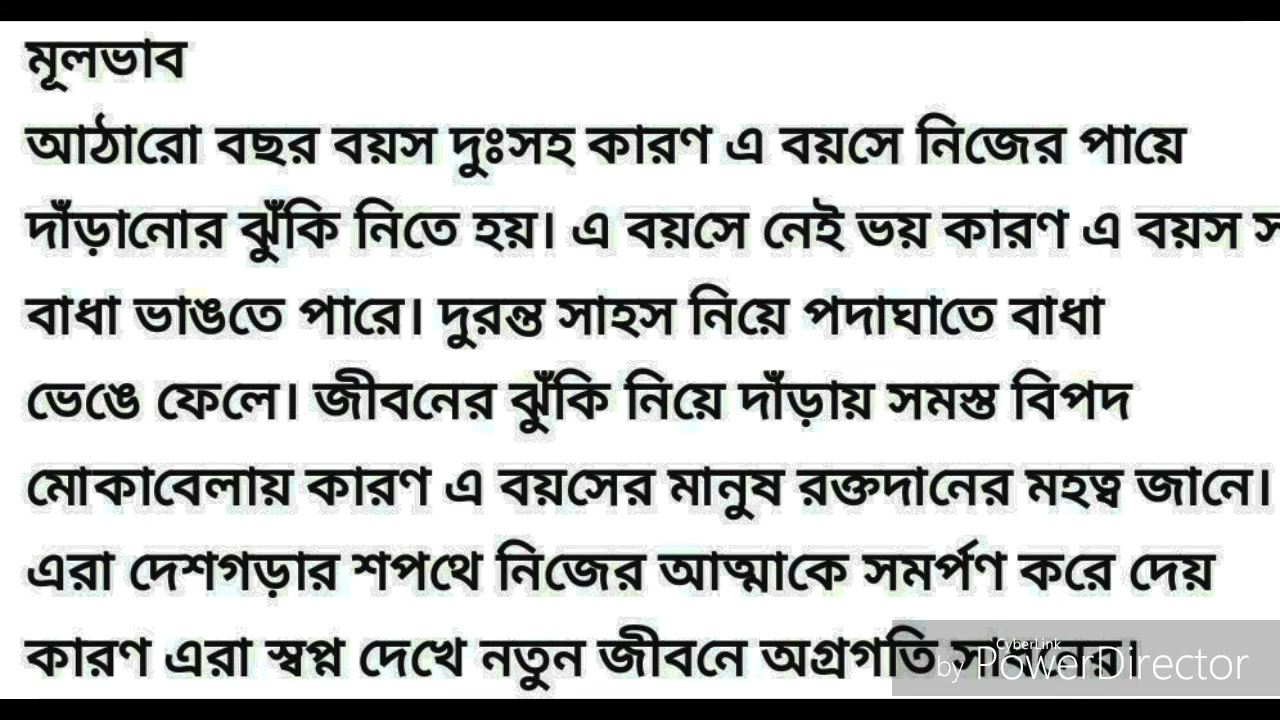 মূলভাব
আঠারো বছর বয়স দুঃসহ কারণ এ বয়সে নিজের পায়ে
দাঁড়ানোর ঝুঁকি নিতে হয়। এ বয়সে নেই ভয় কারণ এ বয়স
বাধা ভাঙতে পারে। দুরন্ত সাহস নিয়ে পদাঘাতে বাধা
ভেঙে ফেলে। জীবনের ঝুঁকি নিয়ে দাঁড়ায় সমস্ত বিপদ
মোকাবেলায় কারণ এ বয়সের মানুষ রক্তদানের মহত্ব জানে।
এরা দেশগড়ার শপথে নিজের আত্মাকে সমর্পণ করে দেয়
কারণ এরা স্বপ্ন দেখে নতুন জীবনে অগ্রগতি
CyberLink
by PowerDirector